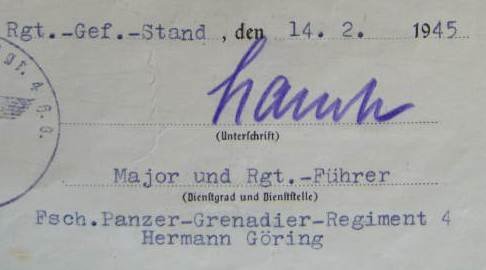 Rgt.-Gef.-Stand , den 14. 2. 1945
(Unterschrift)
Major und Rgt.-Führer
(Dienstgrad und Dienststelle)
Fsch.Panzer-Grenadier-Regiment 4
Hermann Göring